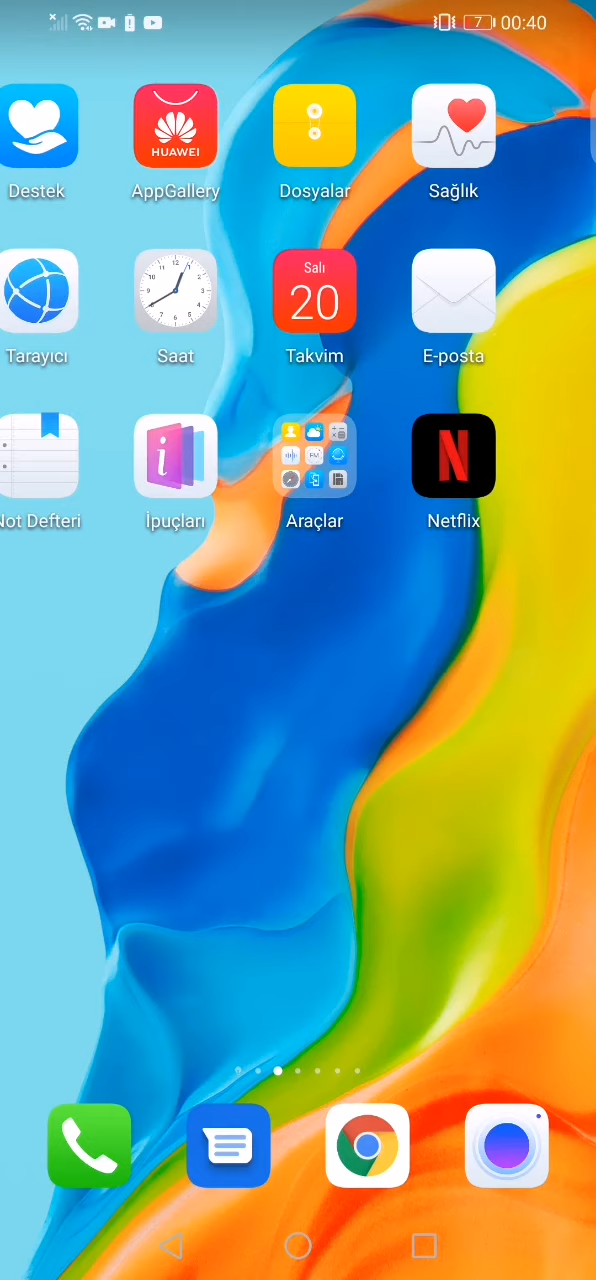 7 00:40
HUAWEI
Destek AppGallery Dosyalar Sağlık
Salı
20
Tarayıcı Saat Takvim E-posta
Not Defteri İpuçları Araçlar Netflix